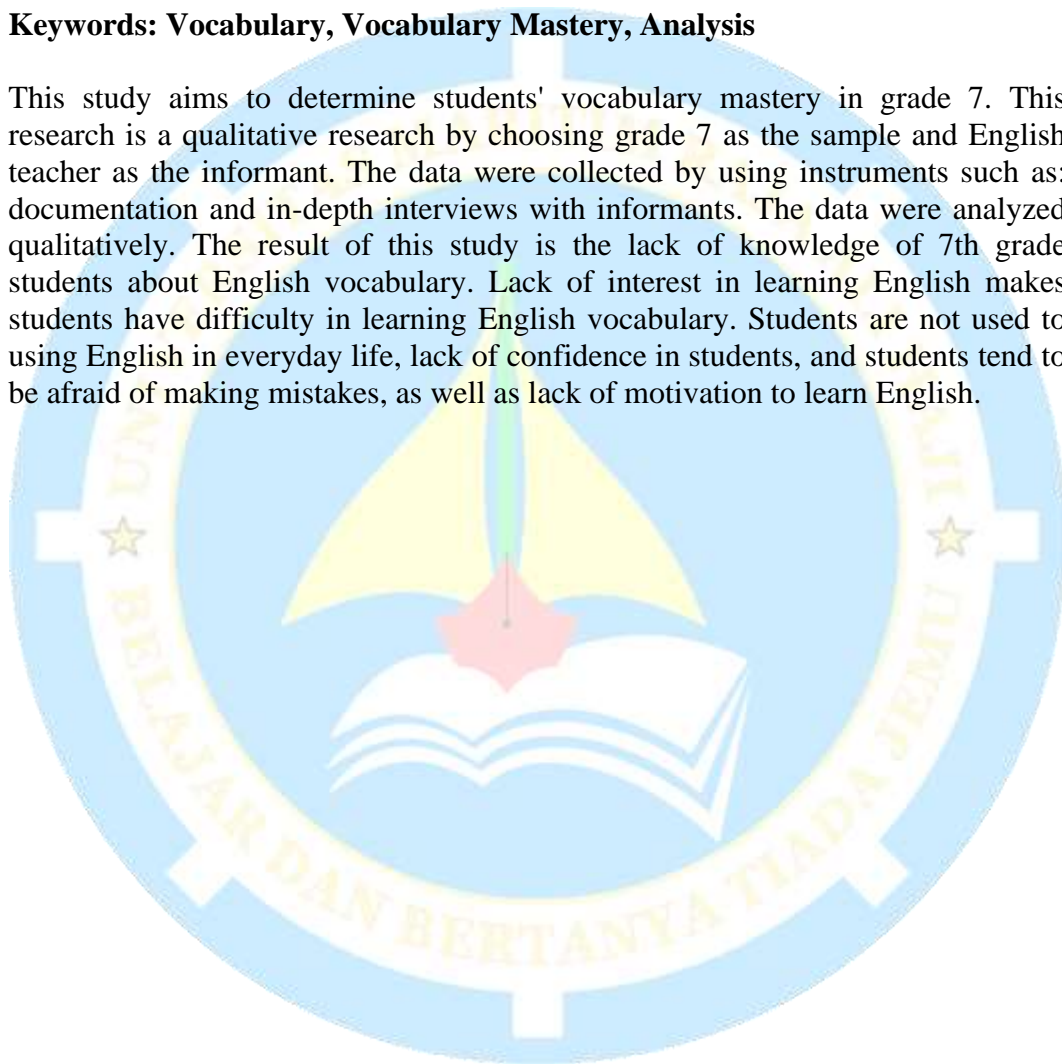 Keywords: Vocabulary, Vocabulary Mastery, Analysis
This study aims to determine students' vocabulary mastery in grade 7. This
research is a qualitative research by choosing grade 7 as the sample and English
teacher as the informant. The data were collected by using instruments such as:
documentation and in-depth interviews with informants. The data were analyzed
qualitatively. The result of this study is the lack of knowledge of 7th grade
students about English vocabulary. Lack of interest in learning English makes
students have difficulty in learning English vocabulary. Students are not used to
using English in everyday life, lack of confidence in students, and students tend to
be afraid of making mistakes, as well as lack of motivation to learn English.
BELAJAR DAN BERTANYA TIADA JEMU